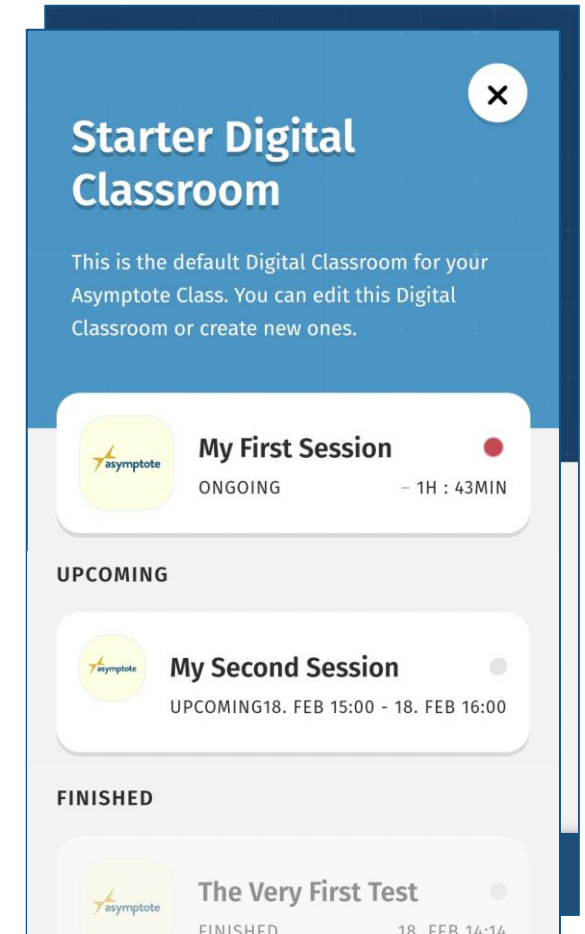 Starter Digital
Classroom
This is the default Digital Classroom for your
Asymptote Class. You can edit this Digital
Classroom or create new ones.
asymptote
My First Session
ONGOING – 1H : 43MIN
UPCOMING
asymptote
My Second Session
UPCOMING18. FEB 15:00 - 18. FEB 16:00
FINISHED
asymptote
The Very First Test
FINISHED 18. FEB 14:14